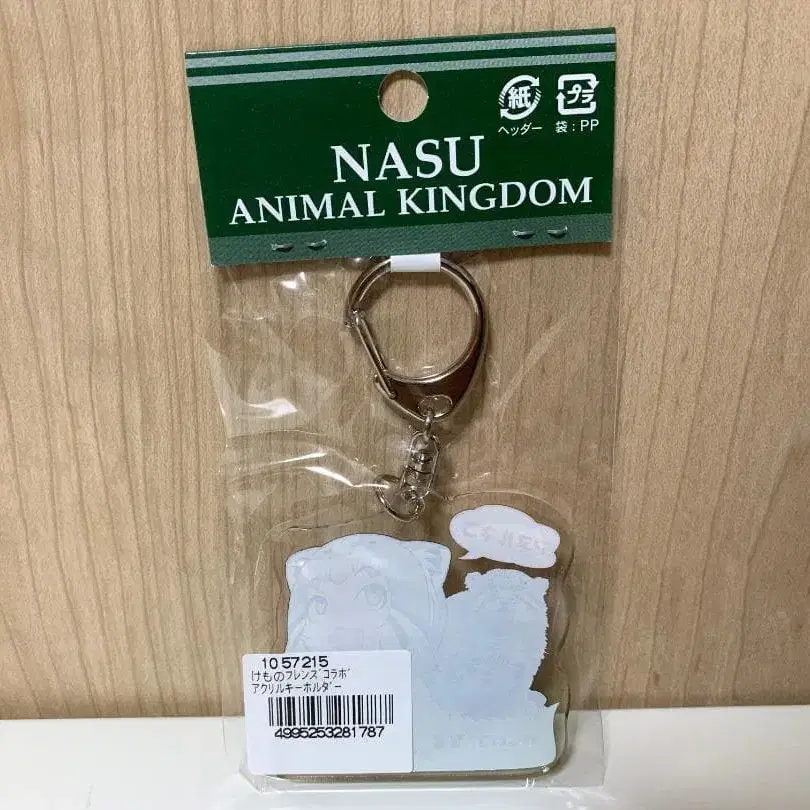 紙
プラ
ヘッダー 袋:PP
NASU
ANIMAL KINGDOM
1057215
けものフレンズコラボ
アクリルキーホルダー
4995253281787